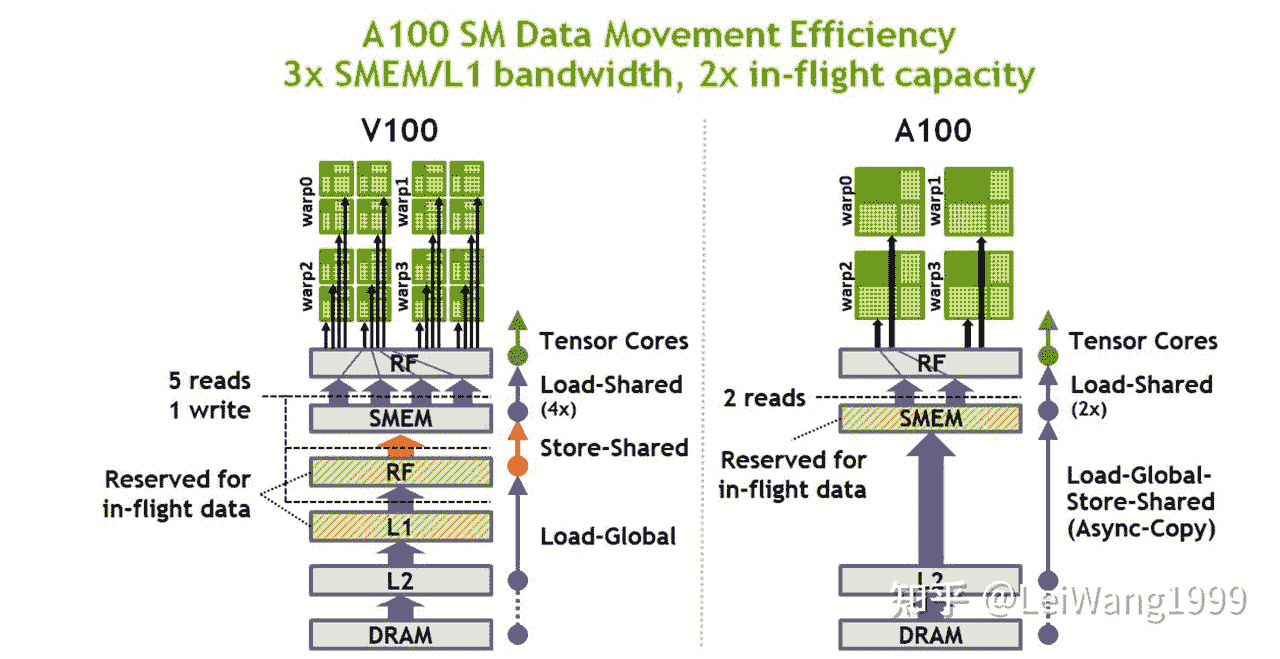 A100 SM Data Movement Efficiency
3x SMEM/L1 bandwidth, 2x in-flight capacity
V100
warp0
warp1
warp2
warp3
RF
SMEM
RF
L1
L2
DRAM
5 reads
1 write
Reserved for
in-flight data
Tensor Cores
Load-Shared
(4x)
Store-Shared
Load-Global
A100
warp0
warp1
warp2
warp3
RF
SMEM
L2
DRAM
2 reads
Reserved for
in-flight data
Tensor Cores
Load-Shared
(2x)
Load-Global-
Store-Shared
(Async-Copy)
知乎 @LeiWang1999